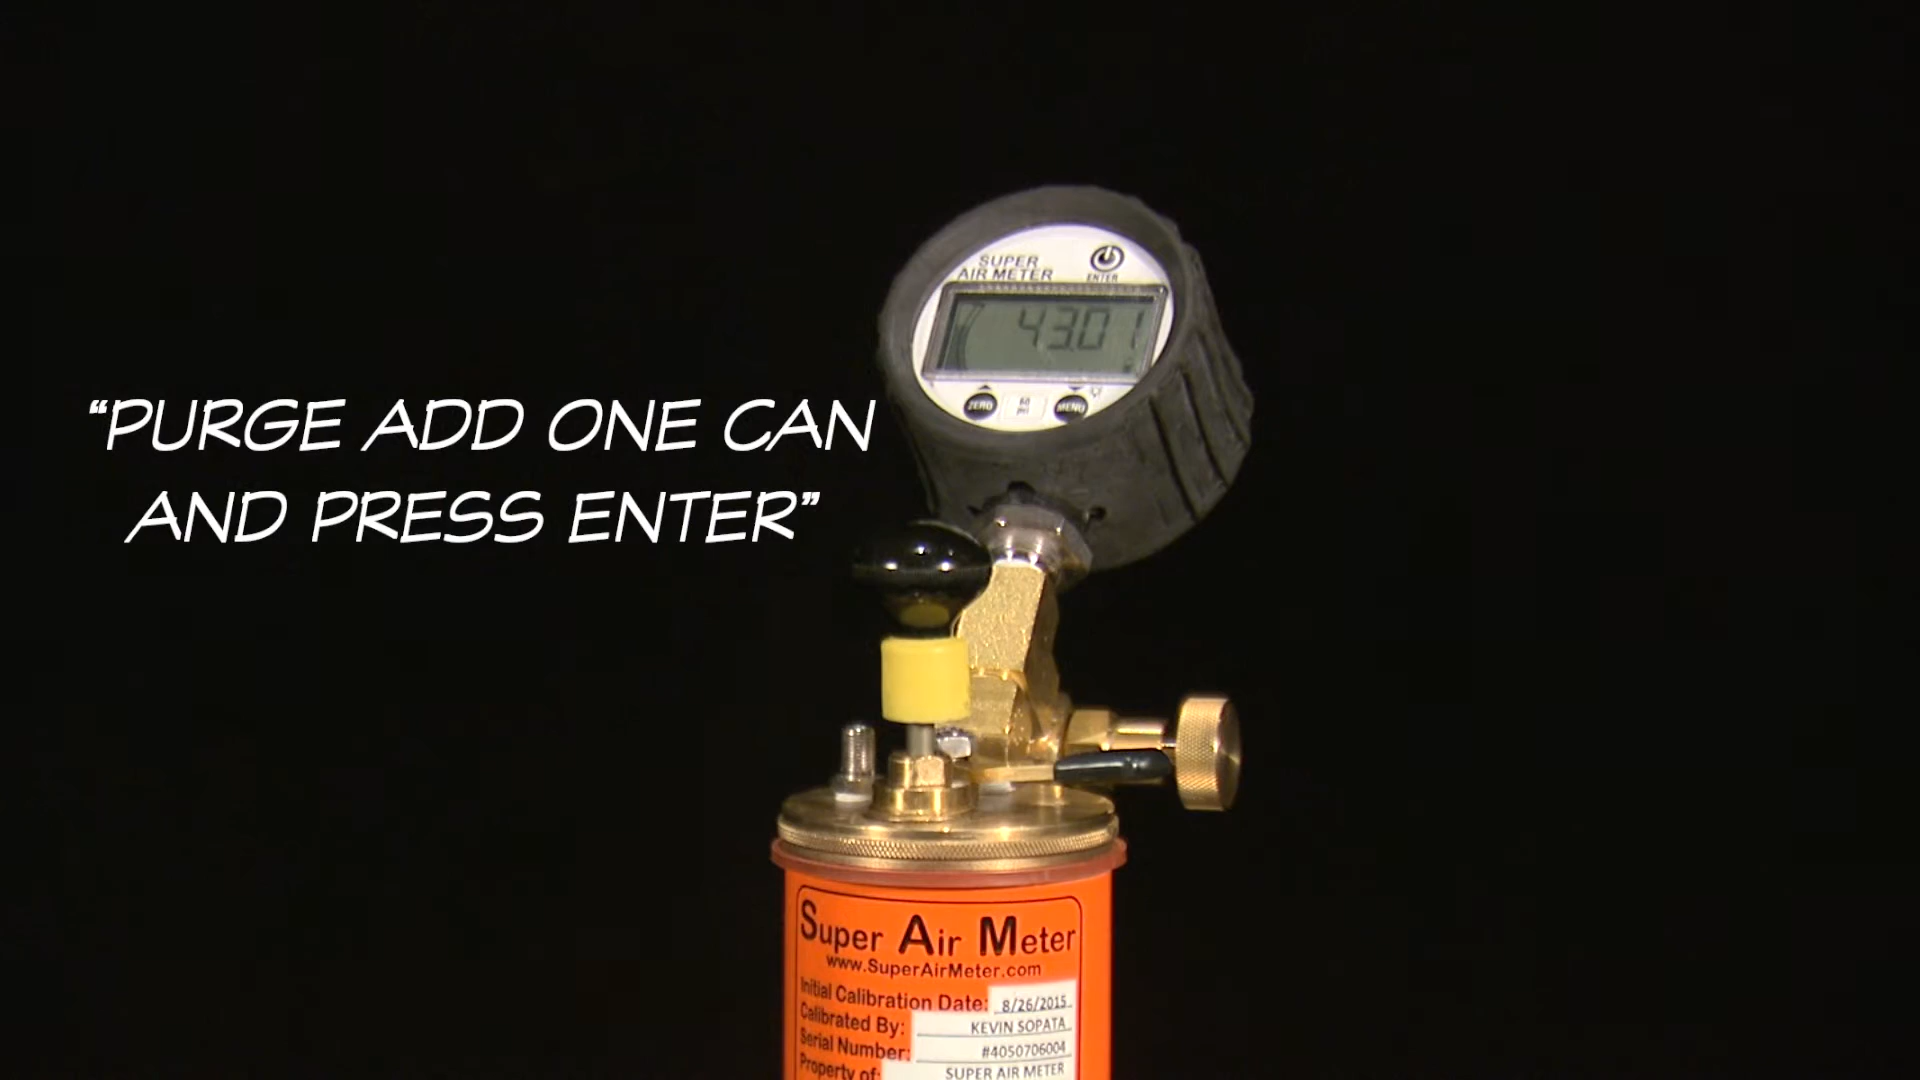 “PURGE ADD ONE CAN
AND PRESS ENTER”
SUPER
AIR METER
ENTER
43.01
ZERO
60
psi
MENU
Super Air Meter
www.SuperAirMeter.com
Initial Calibration Date: 8/26/2015
Calibrated By: KEVIN SOPATA
Serial Number: #4050706004
Property of: SUPER AIR METER